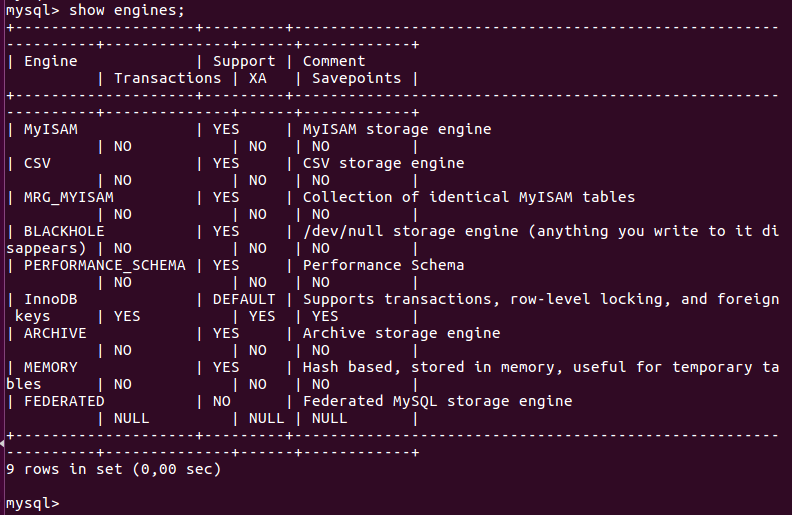 mysql> show engines;
+--------------------+---------+------------------------------------------------------
----------+--------------+------+------------+
| Engine             | Support | Comment
          | Transactions | XA   | Savepoints |
+--------------------+---------+------------------------------------------------------
----------+--------------+------+------------+
| MyISAM             | YES     | MyISAM storage engine
          | NO           | NO   | NO         |
| CSV                | YES     | CSV storage engine
          | NO           | NO   | NO         |
| MRG_MYISAM         | YES     | Collection of identical MyISAM tables
          | NO           | NO   | NO         |
| BLACKHOLE          | YES     | /dev/null storage engine (anything you write to it di
sappears) | NO           | NO   | NO         |
| PERFORMANCE_SCHEMA | YES     | Performance Schema
          | NO           | NO   | NO         |
| InnoDB             | DEFAULT | Supports transactions, row-level locking, and foreign
 keys     | YES          | YES  | YES        |
| ARCHIVE            | YES     | Archive storage engine
          | NO           | NO   | NO         |
| MEMORY             | YES     | Hash based, stored in memory, useful for temporary ta
bles      | NO           | NO   | NO         |
| FEDERATED          | NO      | Federated MySQL storage engine
          | NULL         | NULL | NULL       |
+--------------------+---------+------------------------------------------------------
----------+--------------+------+------------+
9 rows in set (0,00 sec)
mysql>